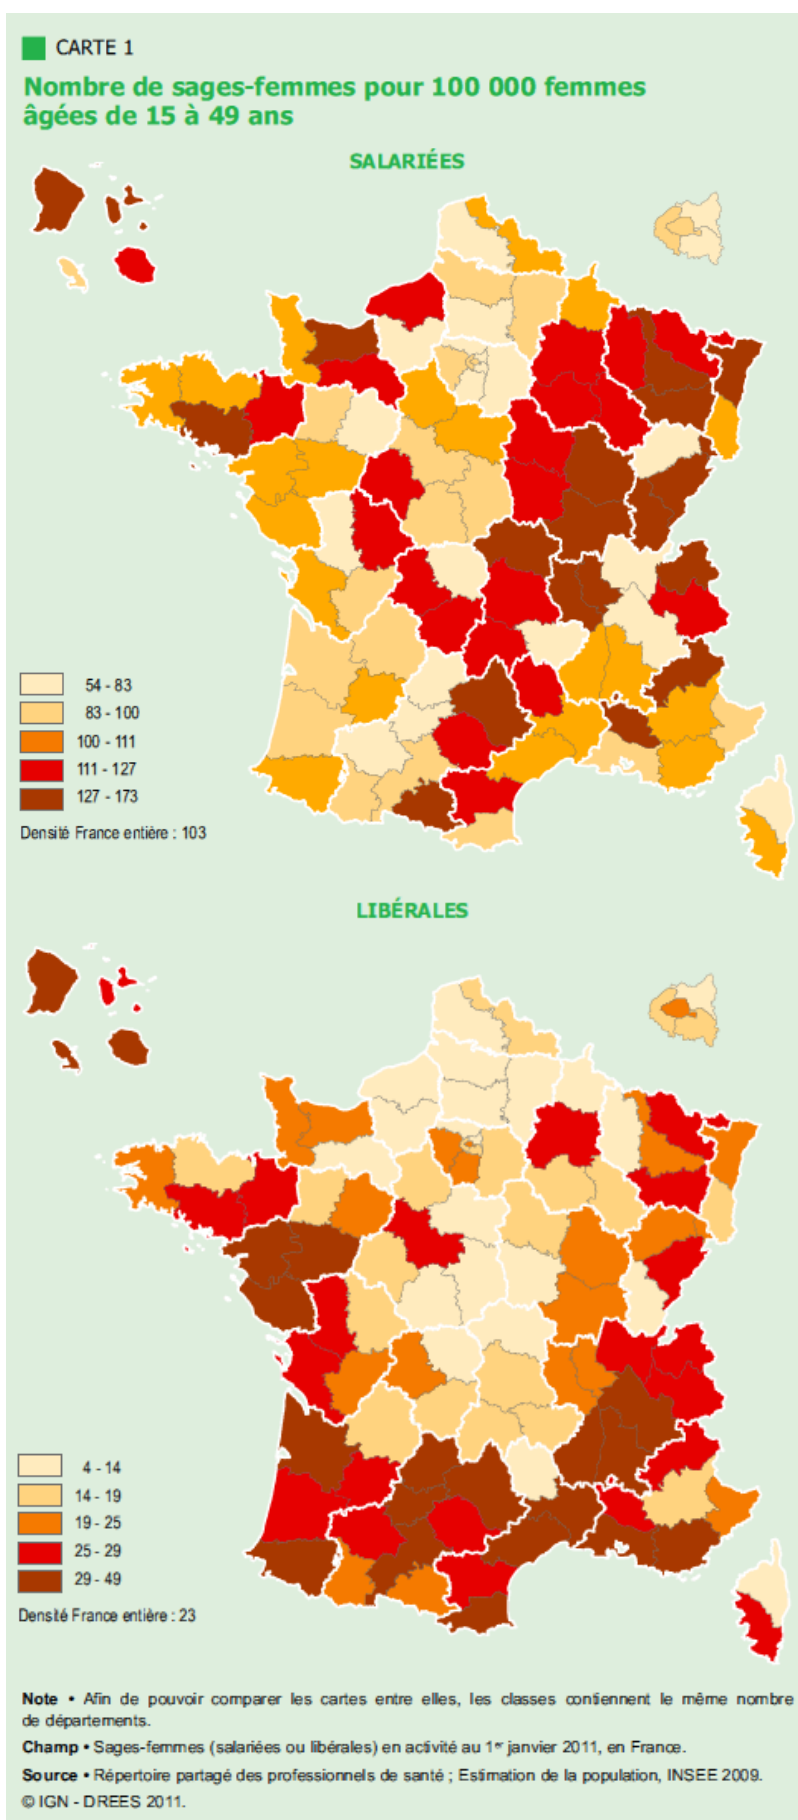 CARTE 1
Nombre de sages-femmes pour 100 000 femmes
âgées de 15 à 49 ans
SALARIÉES
54 - 83
83 - 100
100 - 111
111 - 127
127 - 173
Densité France entière : 103
LIBÉRALES
4 - 14
14 - 19
19 - 25
25 - 29
29 - 49
Densité France entière : 23
Note • Afin de pouvoir comparer les cartes entre elles, les classes contiennent le même nombre
de départements.
Champ • Sages-femmes (salariées ou libérales) en activité au 1er janvier 2011, en France.
Source • Répertoire partagé des professionnels de santé ; Estimation de la population, INSEE 2009.
© IGN - DREES 2011.